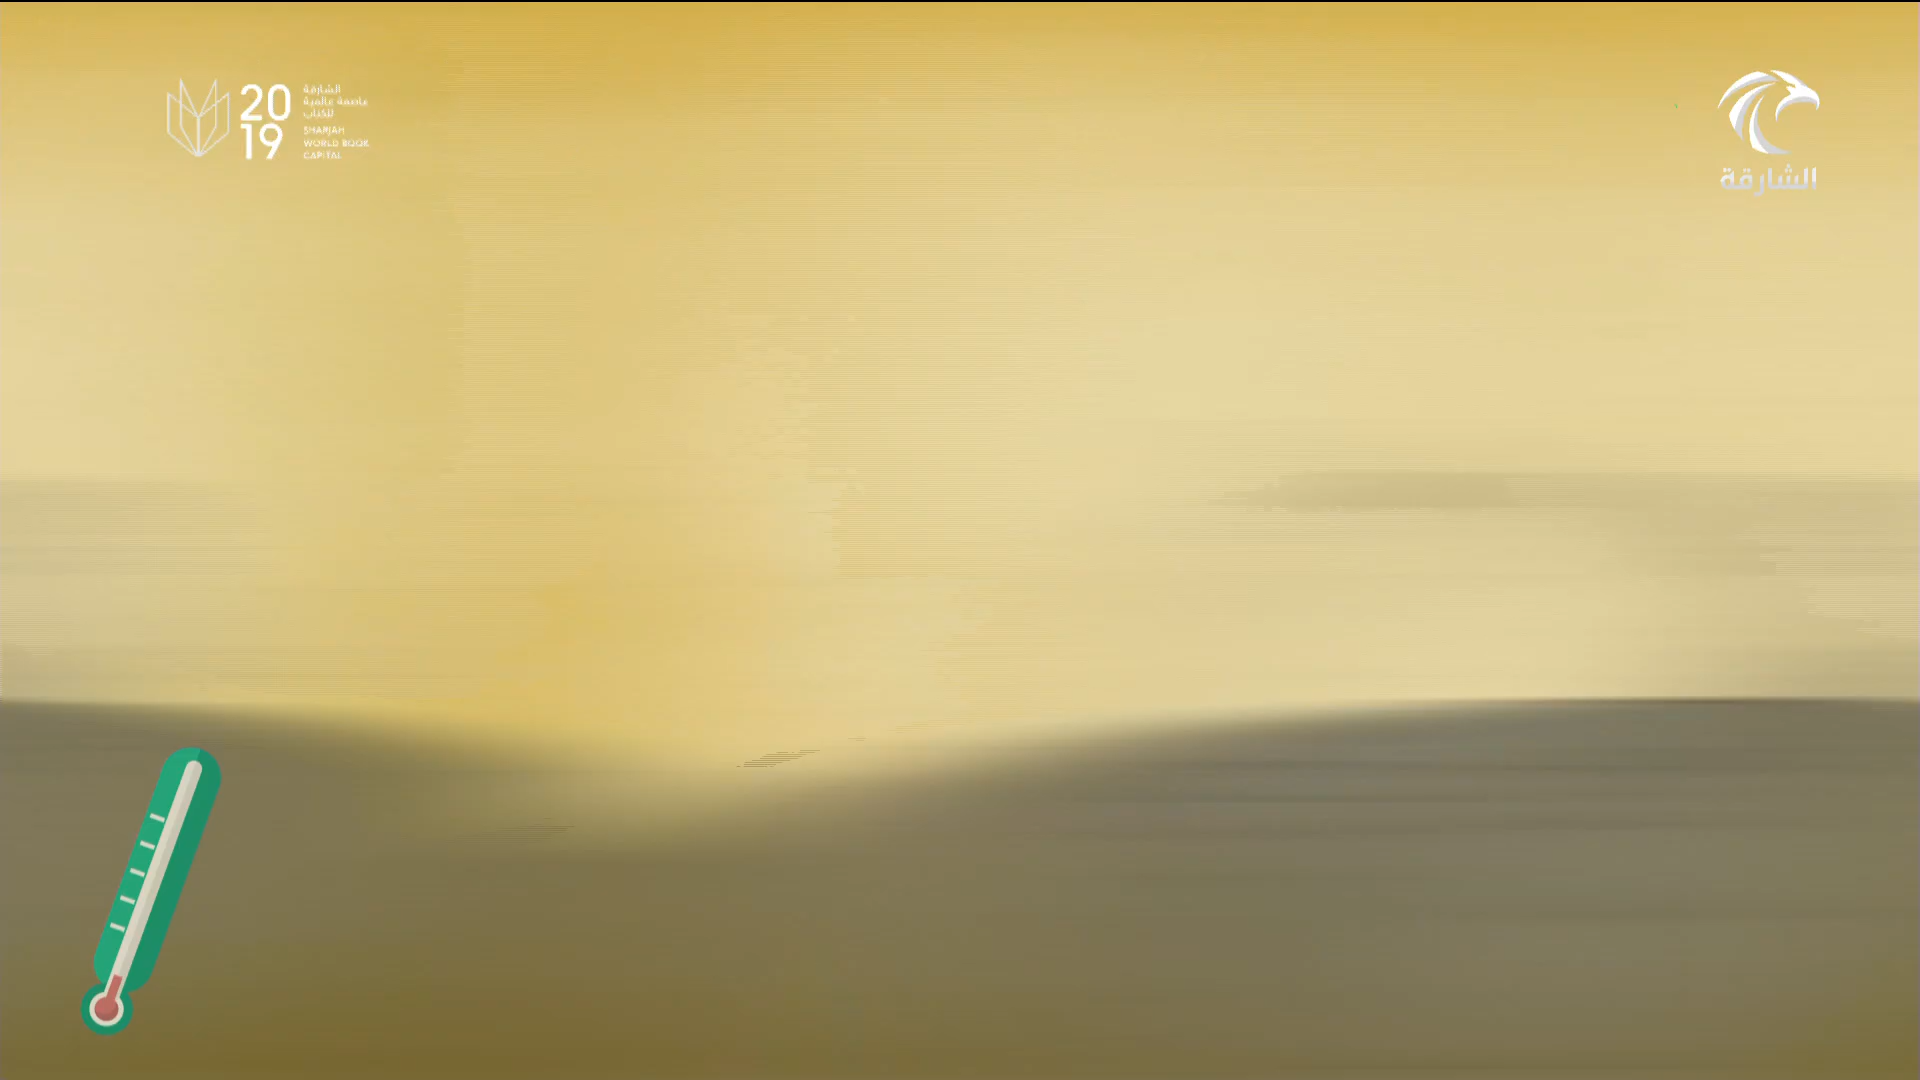 20
19
الشارقة
عاصمة عالمية
للكتاب
SHARJAH
WORLD BOOK
CAPITAL
الشارقة